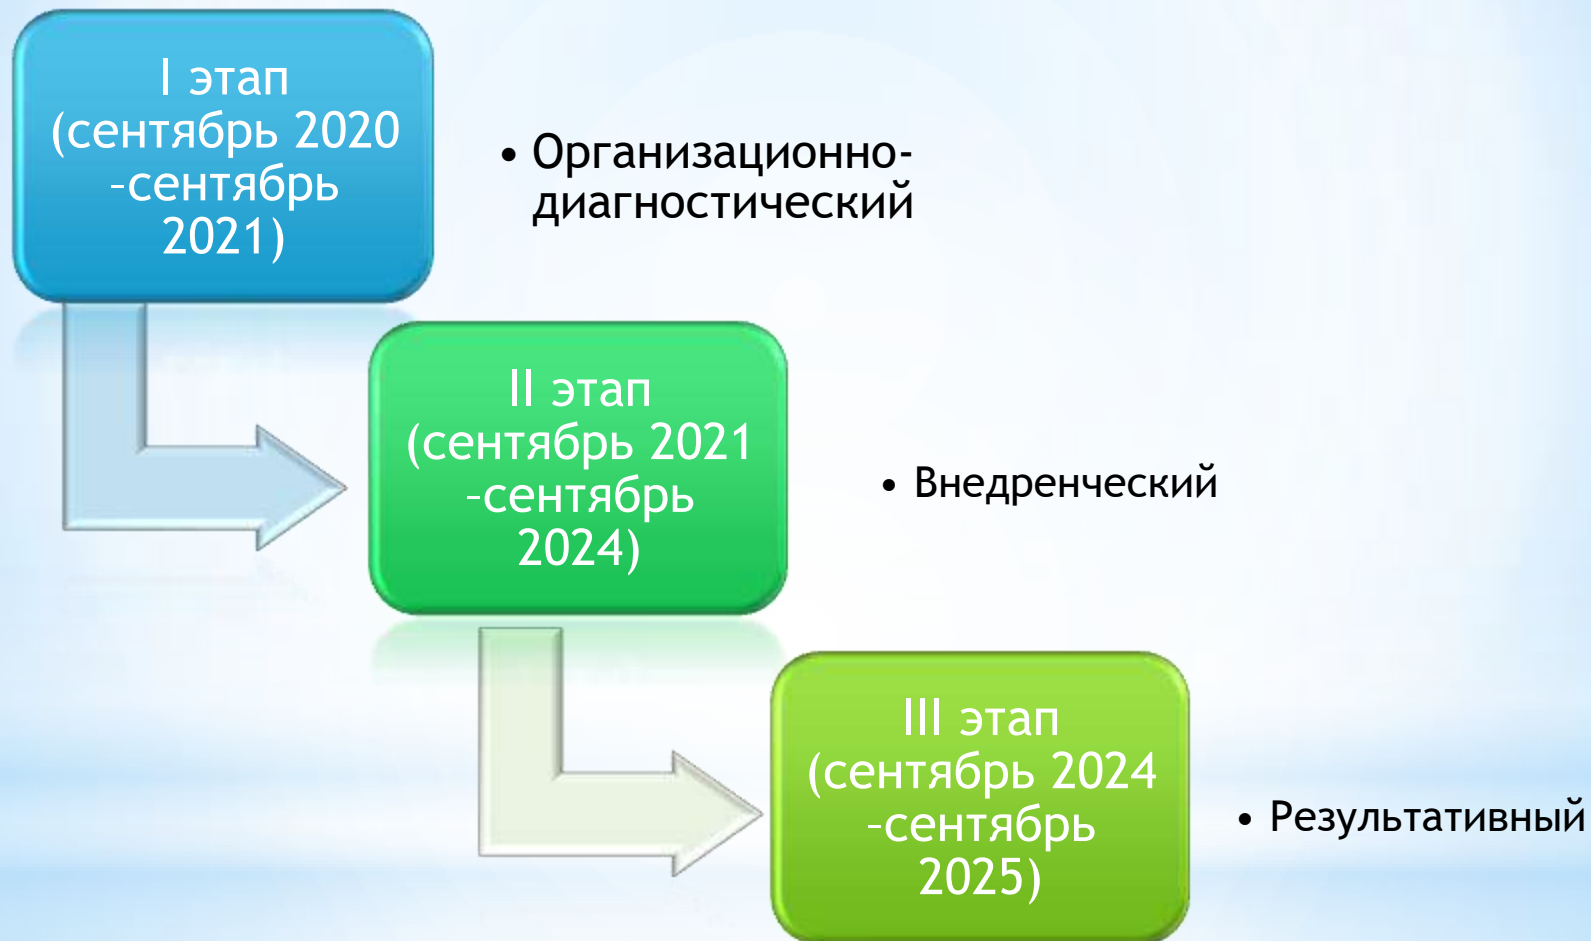 I этап
(сентябрь 2020
–сентябрь
2021)
• Организационно-
диагностический
II этап
(сентябрь 2021
–сентябрь
2024)
• Внедренческий
III этап
(сентябрь 2024
–сентябрь
2025)
• Результативный